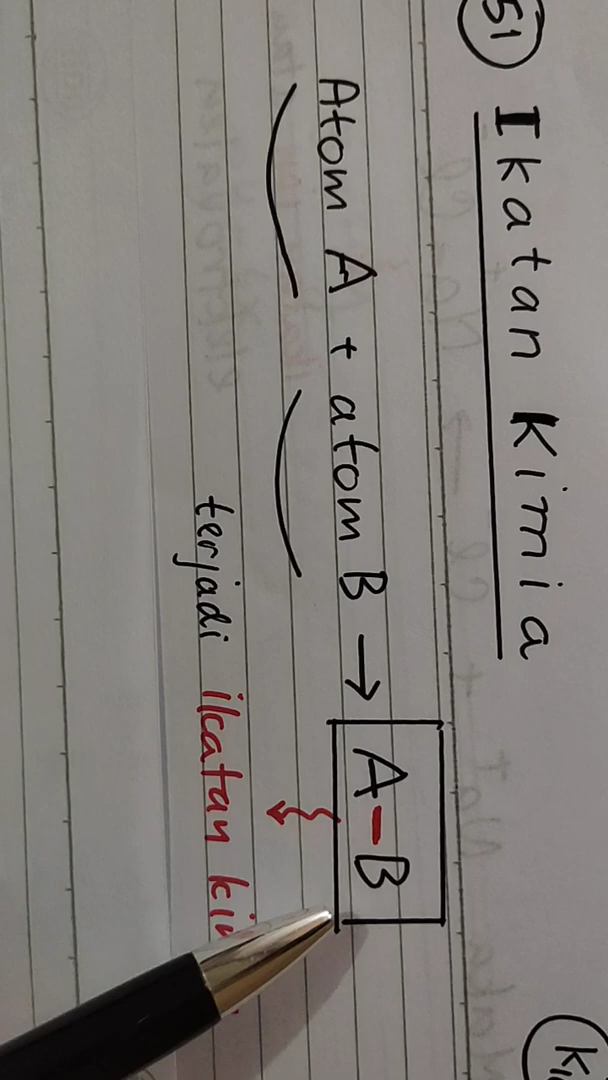 51 Ikatan Kimia
Atom A + atom B → A-B
terjadi ikatan